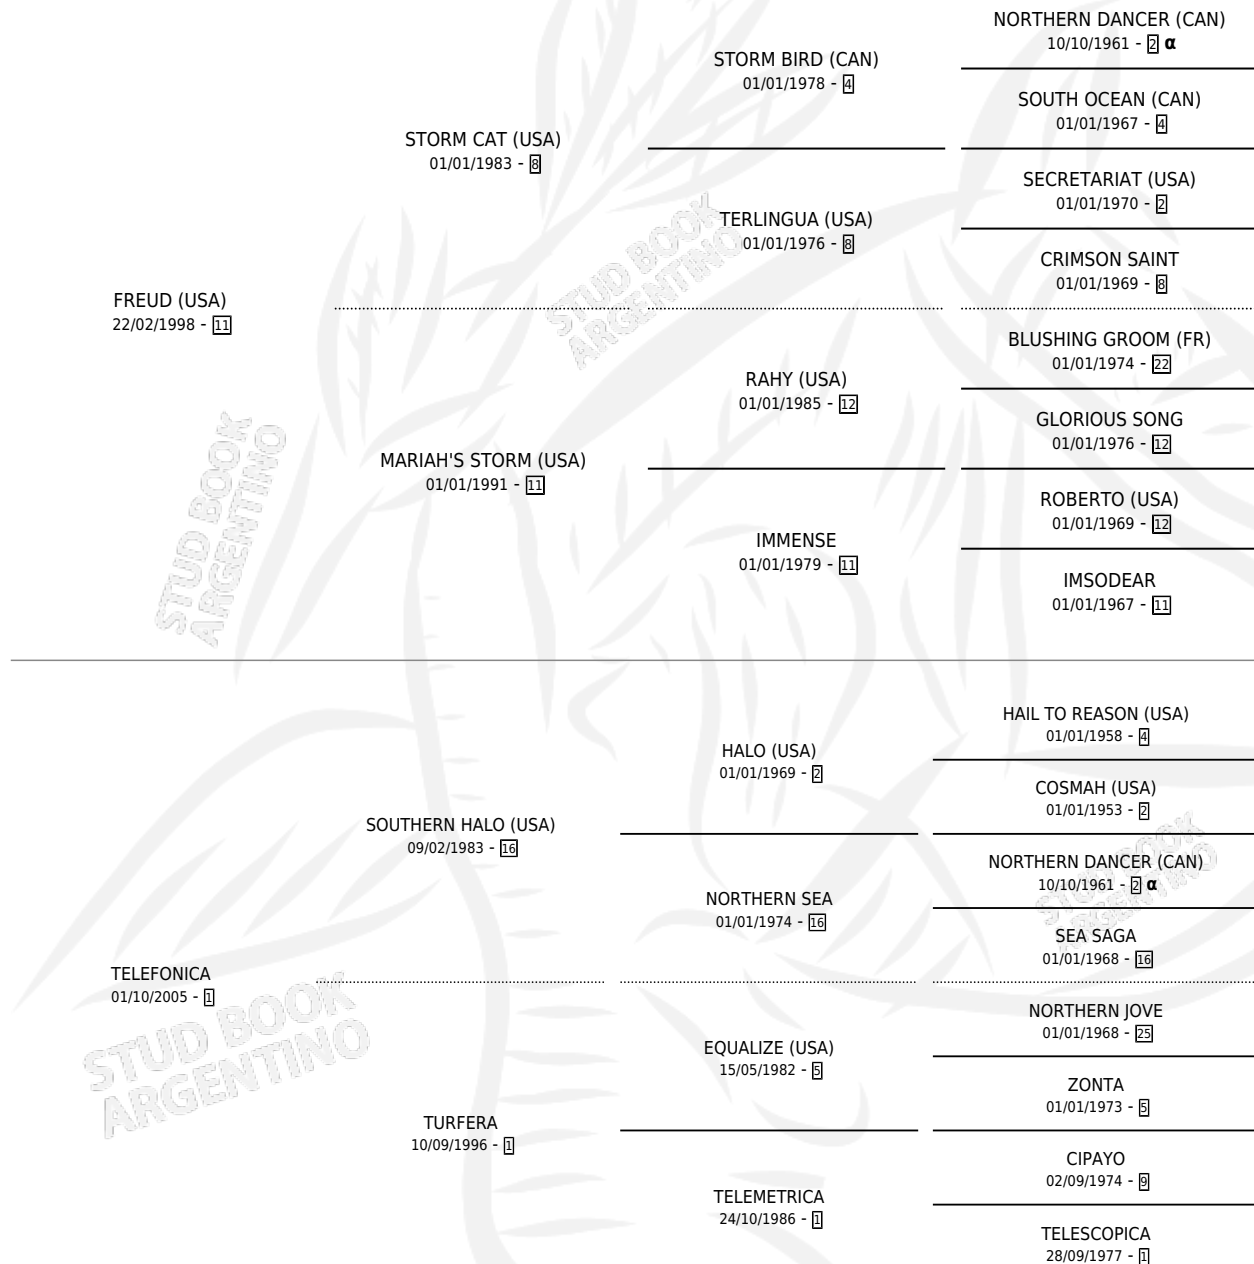 NORTHERN DANCER (CAN)
10/10/1961 - 2 α
STORM BIRD (CAN)
01/01/1978 - 4
SOUTH OCEAN (CAN)
01/01/1967 - 4
STORM CAT (USA)
01/01/1983 - 8
SECRETARIAT (USA)
01/01/1970 - 2
TERLINGUA (USA)
01/01/1976 - 8
CRIMSON SAINT
01/01/1969 - 8
STUD BOOK
ARGENTINO
FREUD (USA)
22/02/1998 - 11
BLUSHING GROOM (FR)
01/01/1974 - 22
RAHY (USA)
01/01/1985 - 12
GLORIOUS SONG
01/01/1976 - 12
MARIAH'S STORM (USA)
01/01/1991 - 11
ROBERTO (USA)
01/01/1969 - 12
IMMENSE
01/01/1979 - 11
IMSODEAR
01/01/1967 - 11
STUD BOOK
ARGENTINO
HAIL TO REASON (USA)
01/01/1958 - 4
HALO (USA)
01/01/1969 - 2
COSMAH (USA)
01/01/1953 - 2
SOUTHERN HALO (USA)
09/02/1983 - 16
NORTHERN DANCER (CAN)
10/10/1961 - 2 α
NORTHERN SEA
01/01/1974 - 16
SEA SAGA
01/01/1968 - 16
STUD BOOK
ARGENTINO
TELEFONICA
01/10/2005 - 1
NORTHERN JOVE
01/01/1968 - 25
EQUALIZE (USA)
15/05/1982 - 5
ZONTA
01/01/1973 - 5
TURFERA
10/09/1996 - 1
CIPAYO
02/09/1974 - 9
TELEMETRICA
24/10/1986 - 1
TELESCOPICA
28/09/1977 - 1
STUD BOOK
ARGENTINO